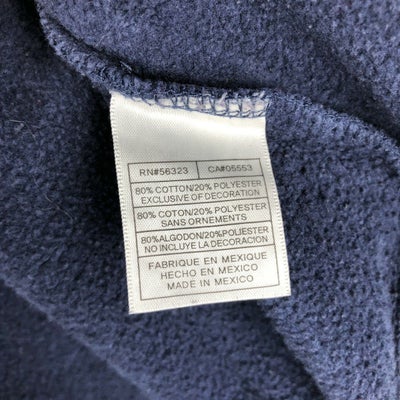 RN#56323 CA#05553
80% COTTON/20% POLYESTER
EXCLUSIVE OF DECORATION
80% COTON/20% POLYESTER
SANS ORNEMENTS
80%ALGODON/20%POLIESTER
NO INCLUYE LA DECORACION
FABRIQUE EN MEXIQUE
HECHO EN MEXICO
MADE IN MEXICO